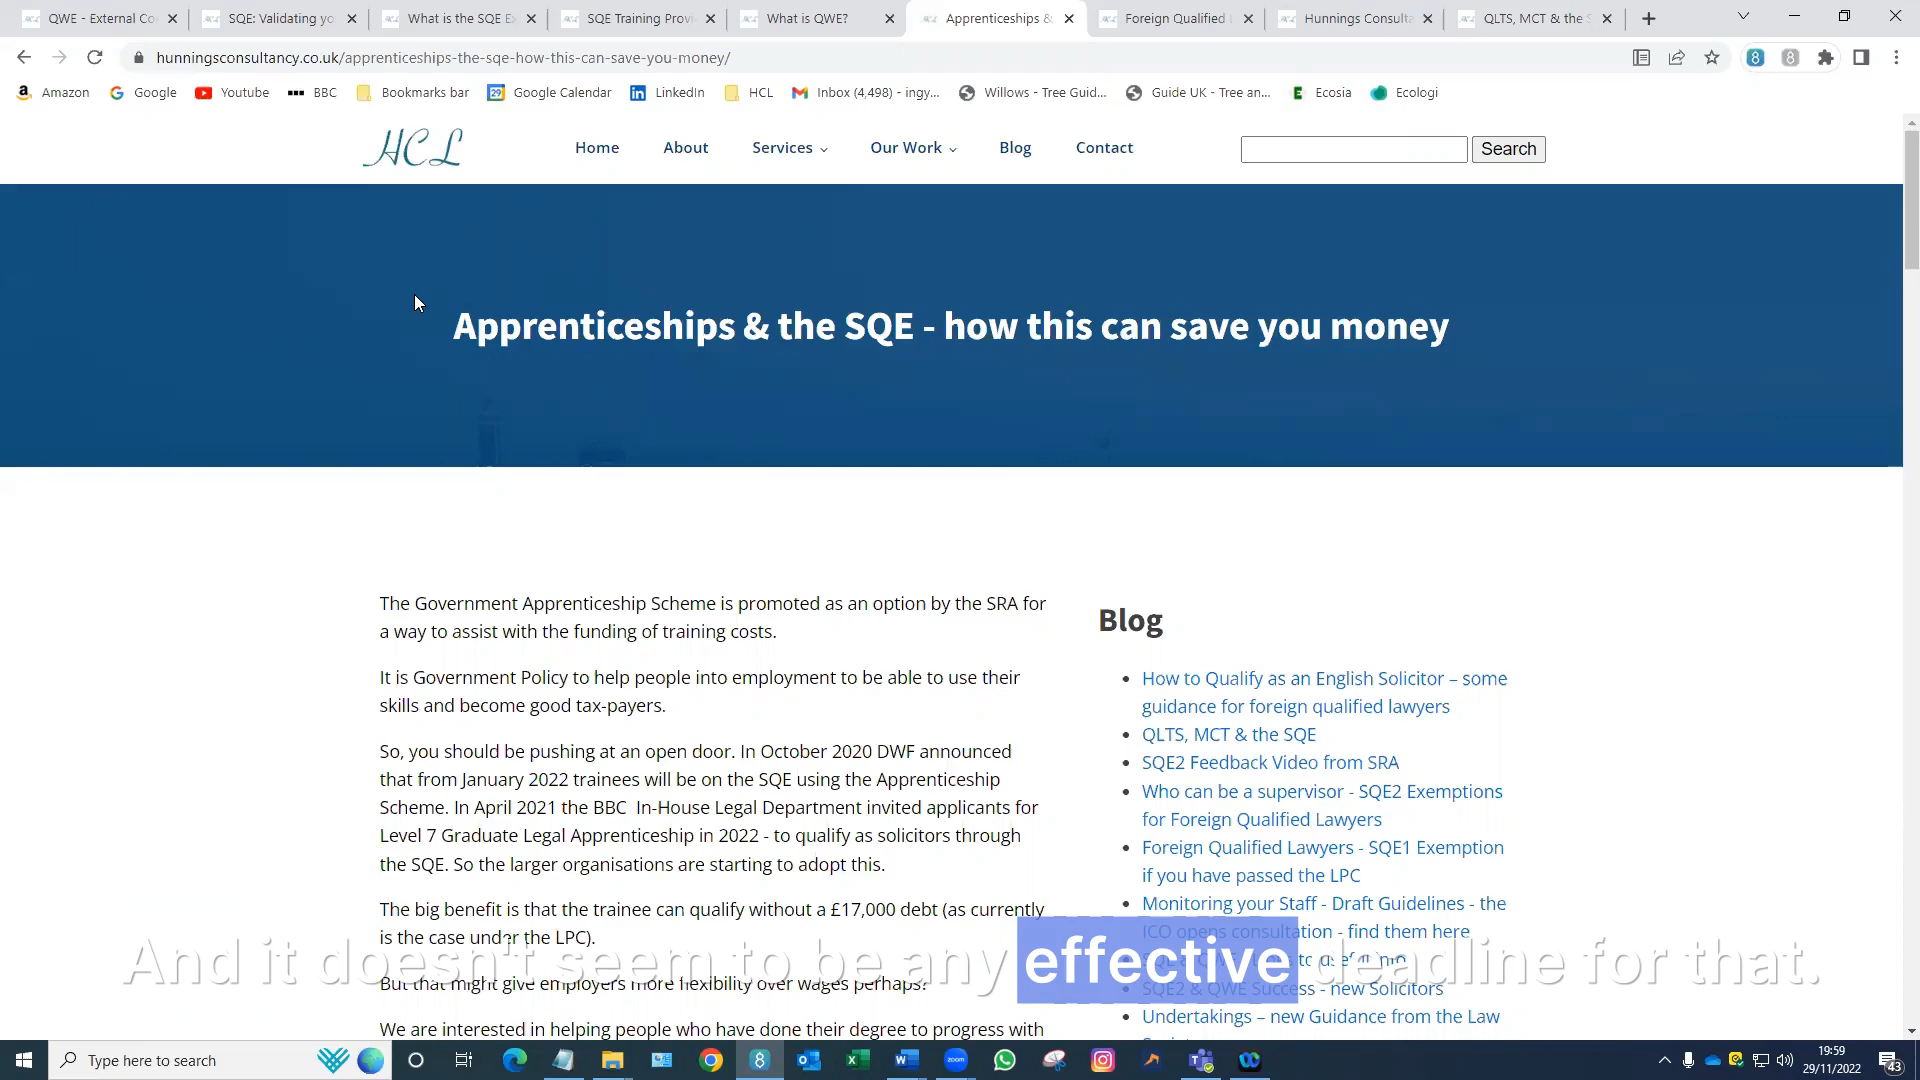 QWE - External Co
SQE: Validating yo
What is the SQE E
SQE Training Provi
What is QWE?
Apprenticeships &
Foreign Qualified
Hunnings Consulta
QLTS, MCT & the S
hunningsconsultancy.co.uk/apprenticeships-the-sqe-how-this-can-save-you-money/
Amazon
Google
Youtube
BBC
Bookmarks bar
Google Calendar
LinkedIn
HCL
Inbox (4,498) - ingy...
Willows - Tree Guid...
Guide UK - Tree an...
Ecosia
Ecologi
HCL
Home
About
Services
Our Work
Blog
Contact
Search
Apprenticeships & the SQE - how this can save you money
The Government Apprenticeship Scheme is promoted as an option by the SRA for
a way to assist with the funding of training costs.
It is Government Policy to help people into employment to be able to use their
skills and become good tax-payers.
So, you should be pushing at an open door. In October 2020 DWF announced
that from January 2022 trainees will be on the SQE using the Apprenticeship
Scheme. In April 2021 the BBC In-House Legal Department invited applicants for
Level 7 Graduate Legal Apprenticeship in 2022 - to qualify as solicitors through
the SQE. So the larger organisations are starting to adopt this.
The big benefit is that the trainee can qualify without a £17,000 debt (as currently
is the case under the LPC).
But that might give employers more flexibility over wages perhaps?
We are interested in helping people who have done their degree to progress with
Blog
How to Qualify as an English Solicitor – some
guidance for foreign qualified lawyers
QLTS, MCT & the SQE
SQE2 Feedback Video from SRA
Who can be a supervisor - SQE2 Exemptions
for Foreign Qualified Lawyers
Foreign Qualified Lawyers - SQE1 Exemption
if you have passed the LPC
Monitoring your Staff - Draft Guidelines - the
ICO opens consultation - find them here
to useful info
SQE2 & QWE Success - new Solicitors
Undertakings – new Guidance from the Law
And it doesn't seem to be any effective deadline for that.
Type here to search
19:59
29/11/2022
43